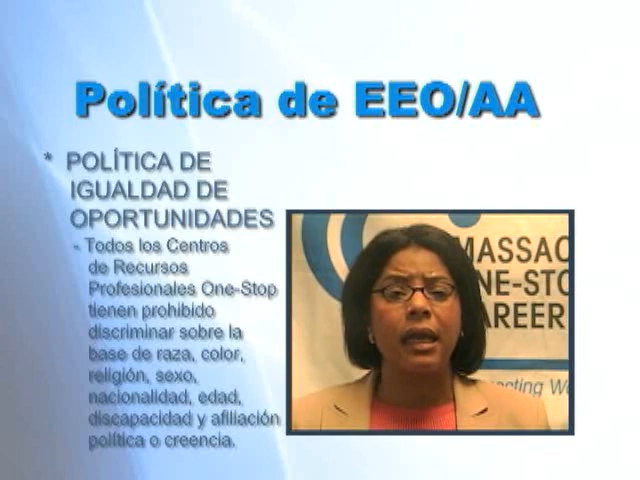 Política de EEO/AA
* POLÍTICA DE
IGUALDAD DE
OPORTUNIDADES
- Todos los Centros
de Recursos
Profesionales One-Stop
tienen prohibido
discriminar sobre la
base de raza, color,
religión, sexo,
nacionalidad, edad,
discapacidad y afiliación
política o creencia.
MASSAC
NE-STO
AREER
ecting W